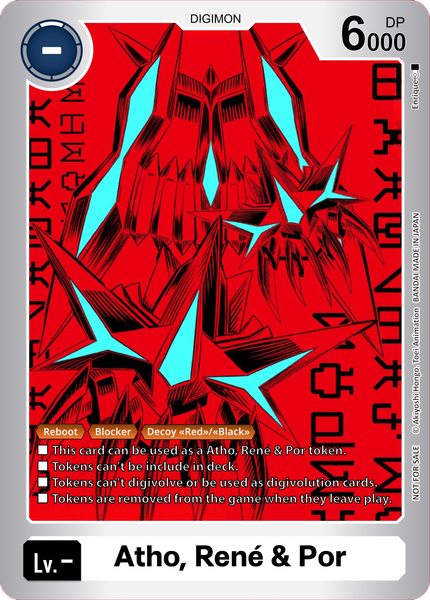 DIGIMON
-
DP
6000
Enrique
Reboot Blocker Decoy «Red»/«Black»
■ This card can be used as a Atho, René & Por token.
■ Tokens can't be include in deck.
■ Tokens can't digivolve or be used as digivolution cards.
■ Tokens are removed from the game when they leave play.
NOT FOR SALE © Akiyoshi Hongo, Toei Animation BANDAI MADE IN JAPAN
Lv.-
Atho, René & Por